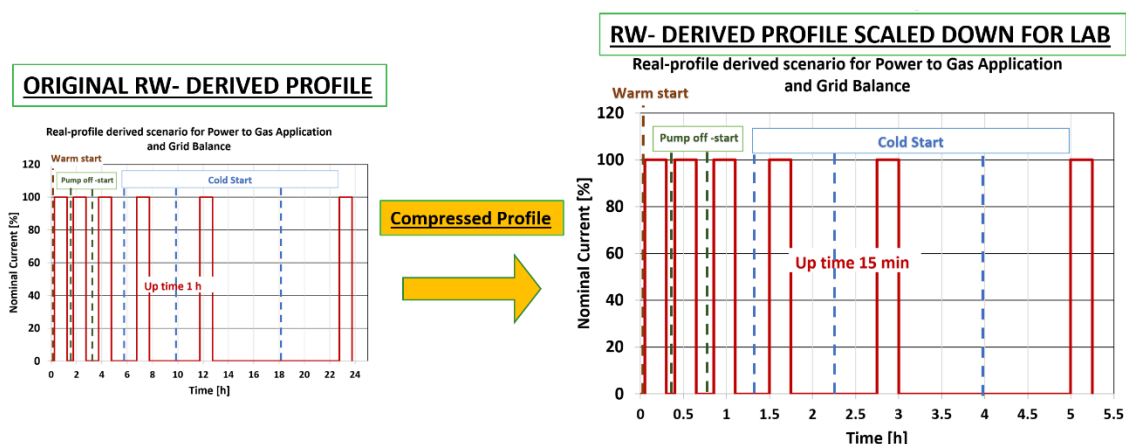 ORIGINAL RW- DERIVED PROFILE
Real-profile derived scenario for Power to Gas Application
and Grid Balance
Warm start
Pump off -start
Cold Start
Up time 1 h
Nominal Current [%]
120
100
80
60
40
20
0
0 2 4 6 8 10 12 14 16 18 20 22 24
Time [h]
Compressed Profile
RW- DERIVED PROFILE SCALED DOWN FOR LAB
Real-profile derived scenario for Power to Gas Application
and Grid Balance
Warm start
Pump off -start
Cold Start
Up time 15 min
Nominal Current [%]
120
100
80
60
40
20
0
0 0.5 1 1.5 2 2.5 3 3.5 4 4.5 5 5.5
Time [h]